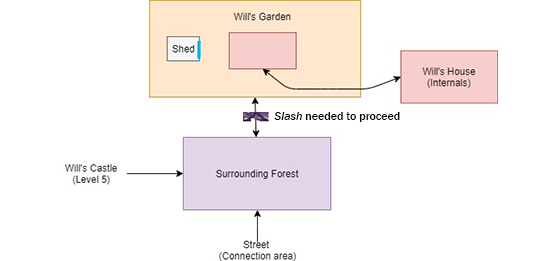 Will's Garden
Shed
Will's House
(Internals)
Slash needed to proceed
Will's Castle
(Level 5)
Surrounding Forest
Street
(Connection area)